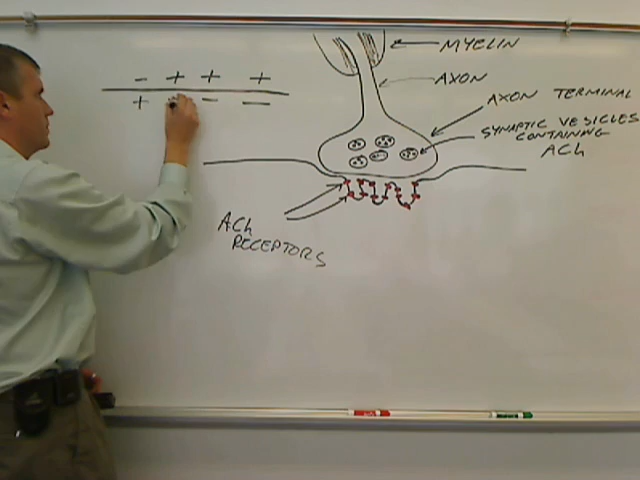 - + + +
+ - —
MYELIN
AXON
AXON TERMINAL
SYNAPTIC VESICLES
CONTAINING
ACh
ACh
RECEPTORS